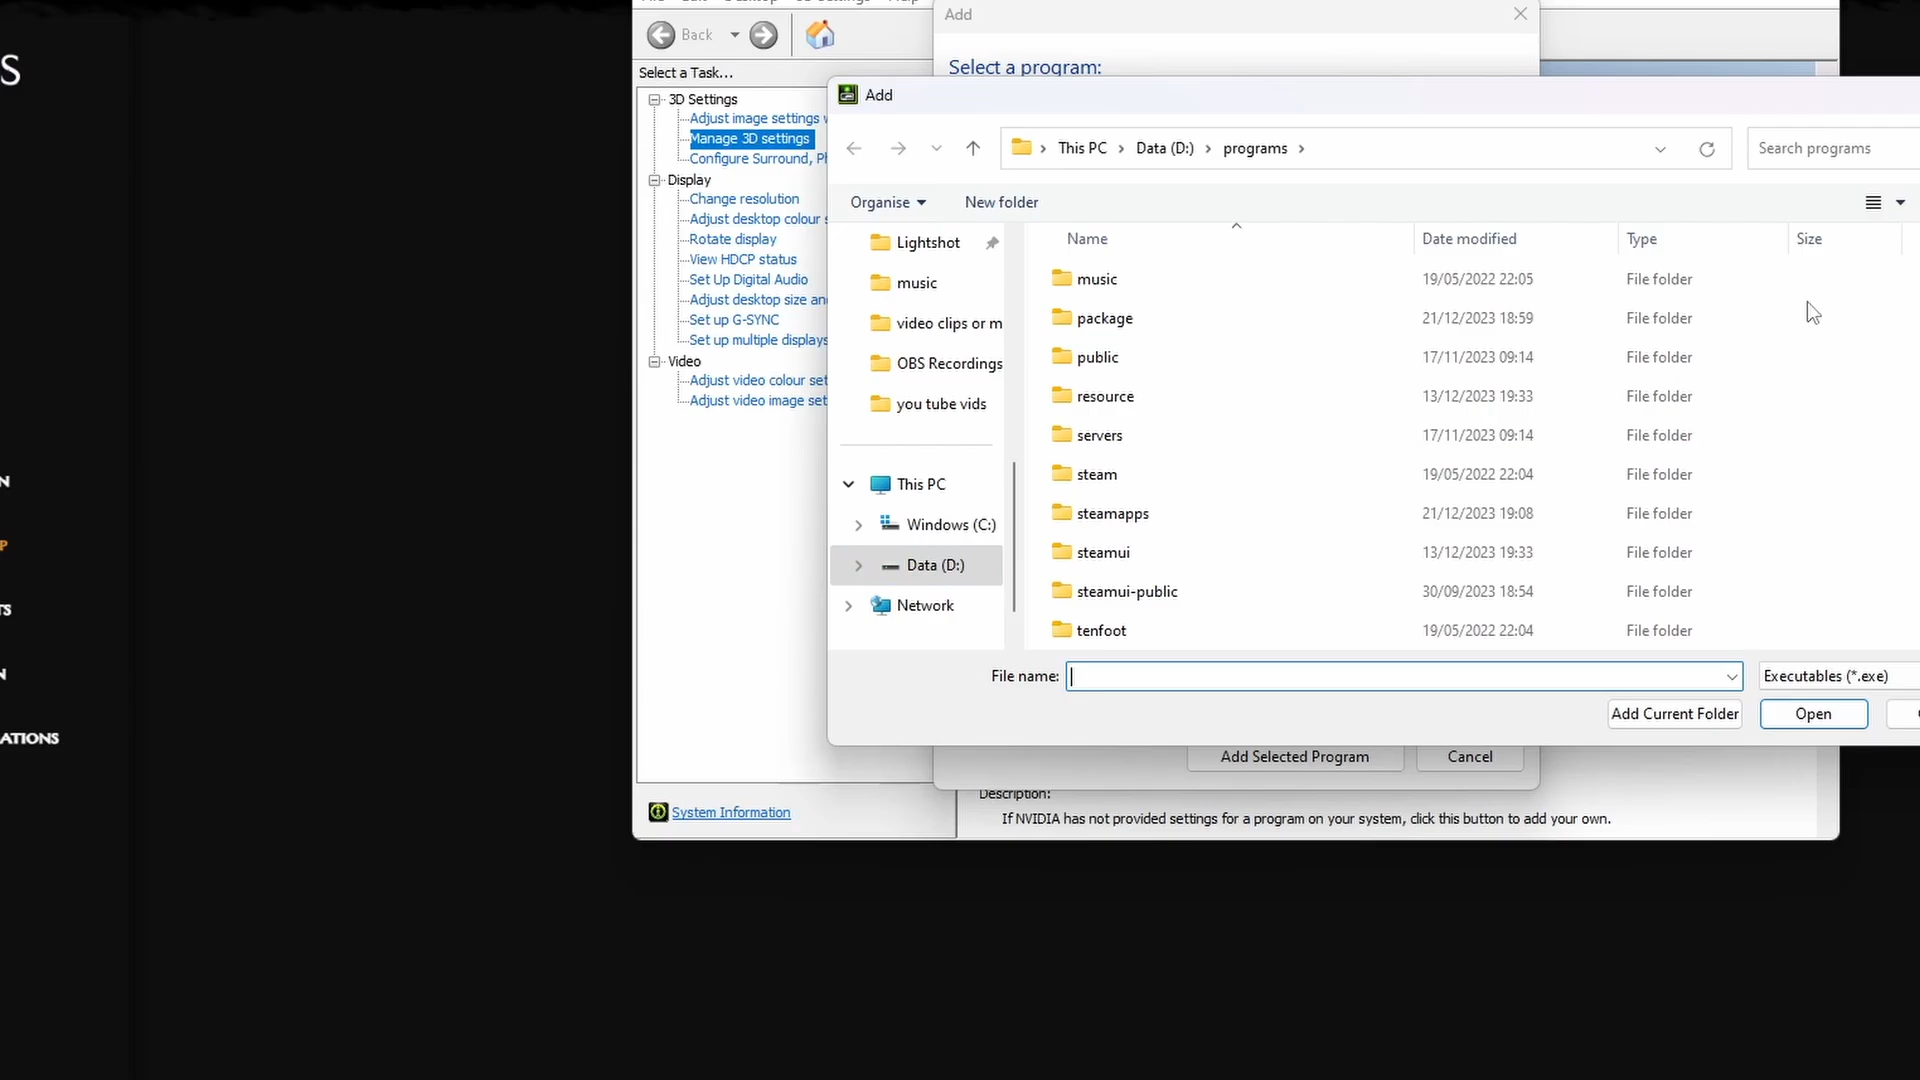 S
N
P
TS
N
ATIONS
Back
Select a Task...
3D Settings
Adjust image settings
Manage 3D settings
Configure Surround,
Display
Change resolution
Adjust desktop colour
Rotate display
View HDCP status
Set Up Digital Audio
Adjust desktop size
Set up G-SYNC
Set up multiple displays
Video
Adjust video colour
Adjust video image
System Information
Add
Select a program:
Add
This PC > Data (D:) > programs >
Search programs
Organise
New folder
Lightshot
music
video clips or m
OBS Recordings
you tube vids
This PC
Windows (C:)
Data (D:)
Network
Name Date modified Type Size
music 19/05/2022 22:05 File folder
package 21/12/2023 18:59 File folder
public 17/11/2023 09:14 File folder
resource 13/12/2023 19:33 File folder
servers 17/11/2023 09:14 File folder
steam 19/05/2022 22:04 File folder
steamapps 21/12/2023 19:08 File folder
steamui 13/12/2023 19:33 File folder
steamui-public 30/09/2023 18:54 File folder
tenfoot 19/05/2022 22:04 File folder
File name:
Executables (*.exe)
Add Current Folder
Open
Add Selected Program
Cancel
Description:
If NVIDIA has not provided settings for a program on your system, click this button to add your own.